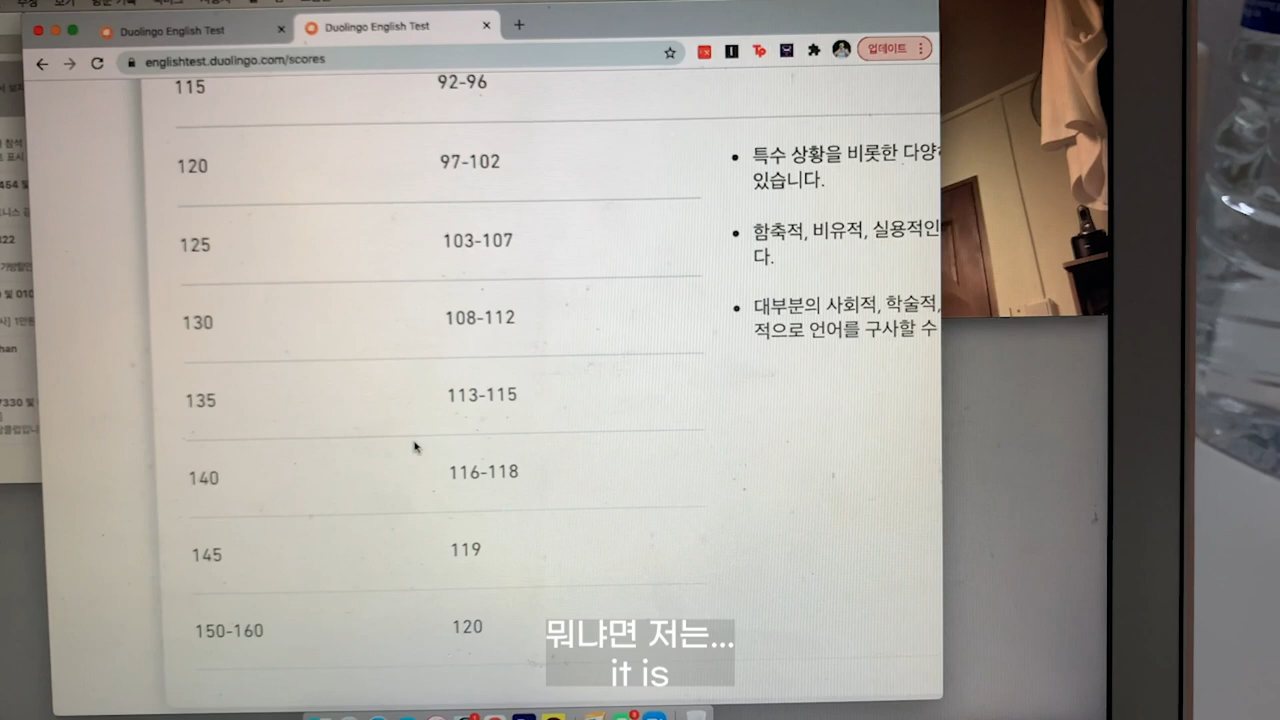 Duolingo English Test
Duolingo English Test
englishtest.duolingo.com/scores
업데이트
115 92-96
120 97-102
125 103-107
130 108-112
135 113-115
140 116-118
145 119
150-160 120
특수 상황을 비롯한
있습니다.
함축적, 비유적, 실용적인
다.
대부분의 사회적, 학술적,
적으로 언어를 구사할 수
뭐냐면 저는...
it is